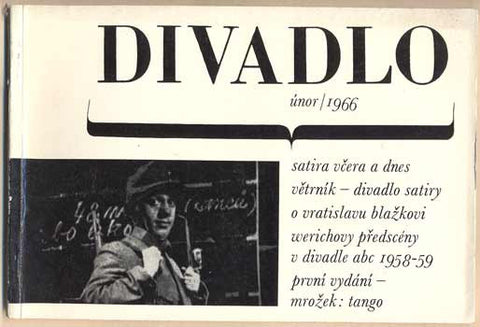 DIVADLO
únor/1966
satira včera a dnes
větrník – divadlo satiry
o vratislavu blažkovi
werichovy předscény
v divadle abc 1958-59
první vydání –
mrožek: tango